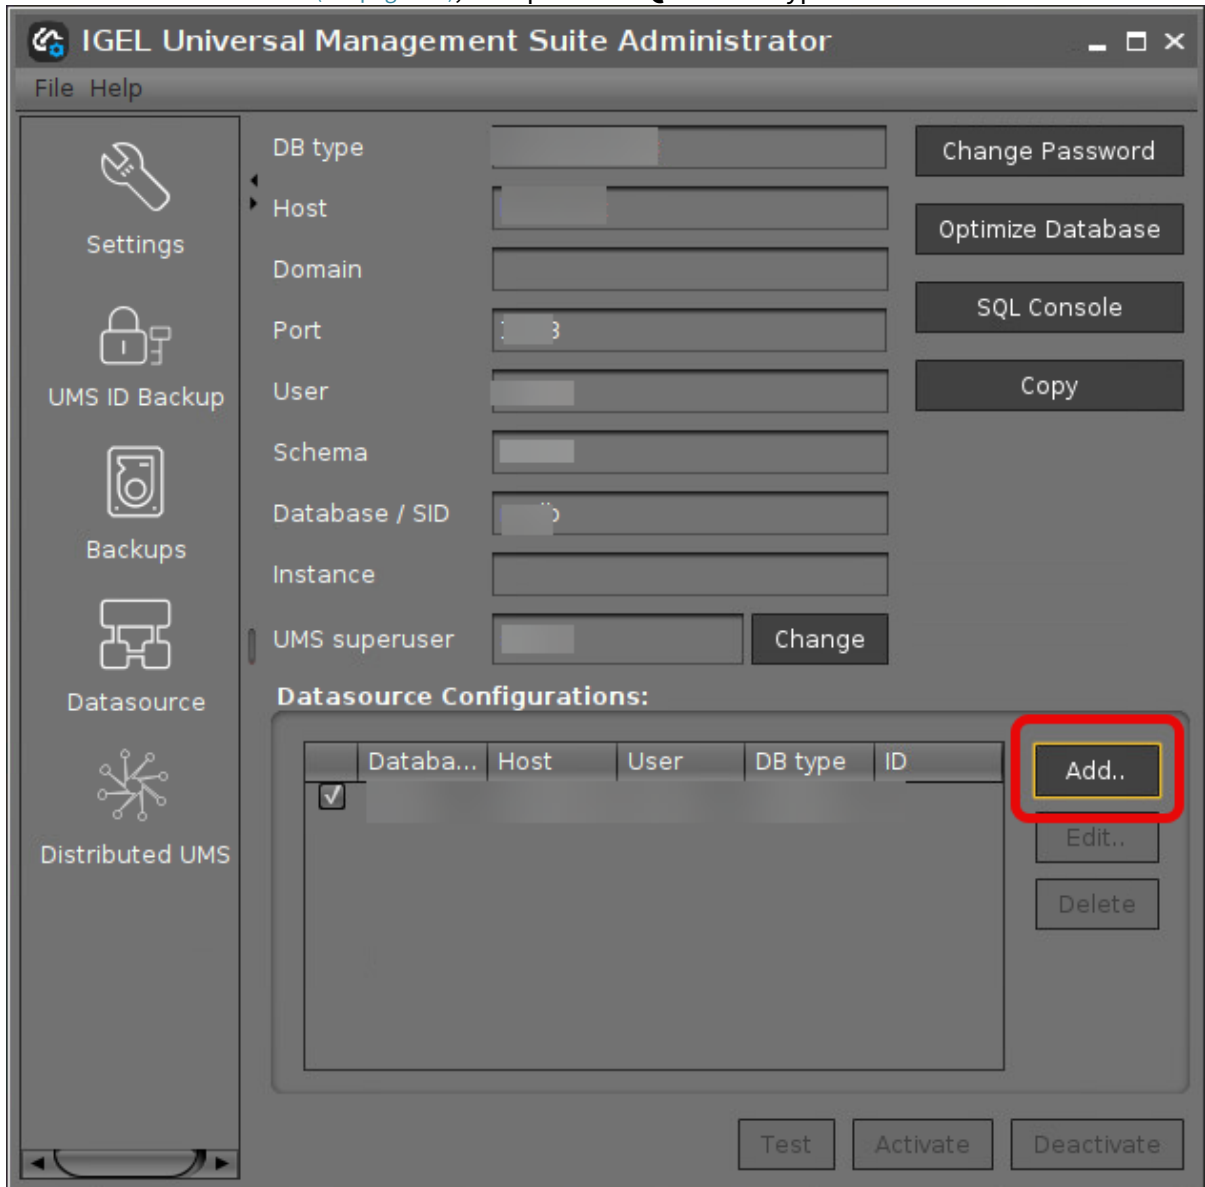 IGEL Universal Management Suite Administrator
File Help
Settings
UMS ID Backup
Backups
Datasource
Distributed UMS
DB type
Host
Domain
Port
User
Schema
Database / SID
Instance
UMS superuser
Change
Change Password
Optimize Database
SQL Console
Copy
Datasource Configurations:
Databa... Host User DB type ID
Add..
Edit..
Delete
Test Activate Deactivate